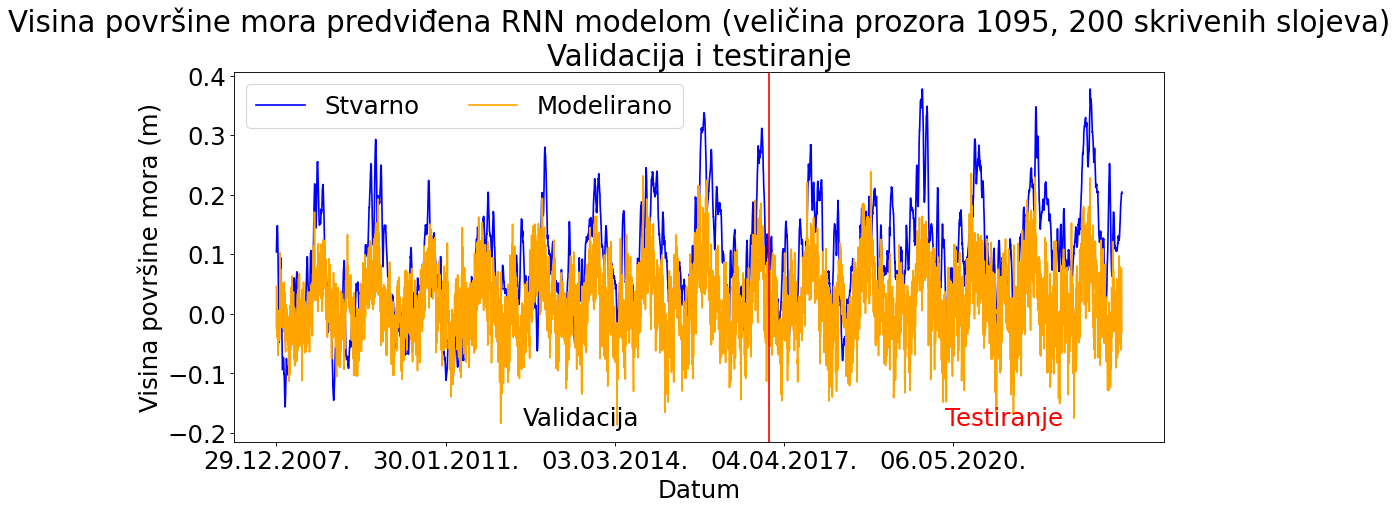 Visina površine mora predviđena RNN modelom (veličina prozora 1095, 200 skrivenih slojeva)
Validacija i testiranje
Stvarno
Modelirano
Visina površine mora (m)
0.4
0.3
0.2
0.1
0.0
−0.1
−0.2
Validacija
Testiranje
29.12.2007.
30.01.2011.
03.03.2014.
04.04.2017.
06.05.2020.
Datum